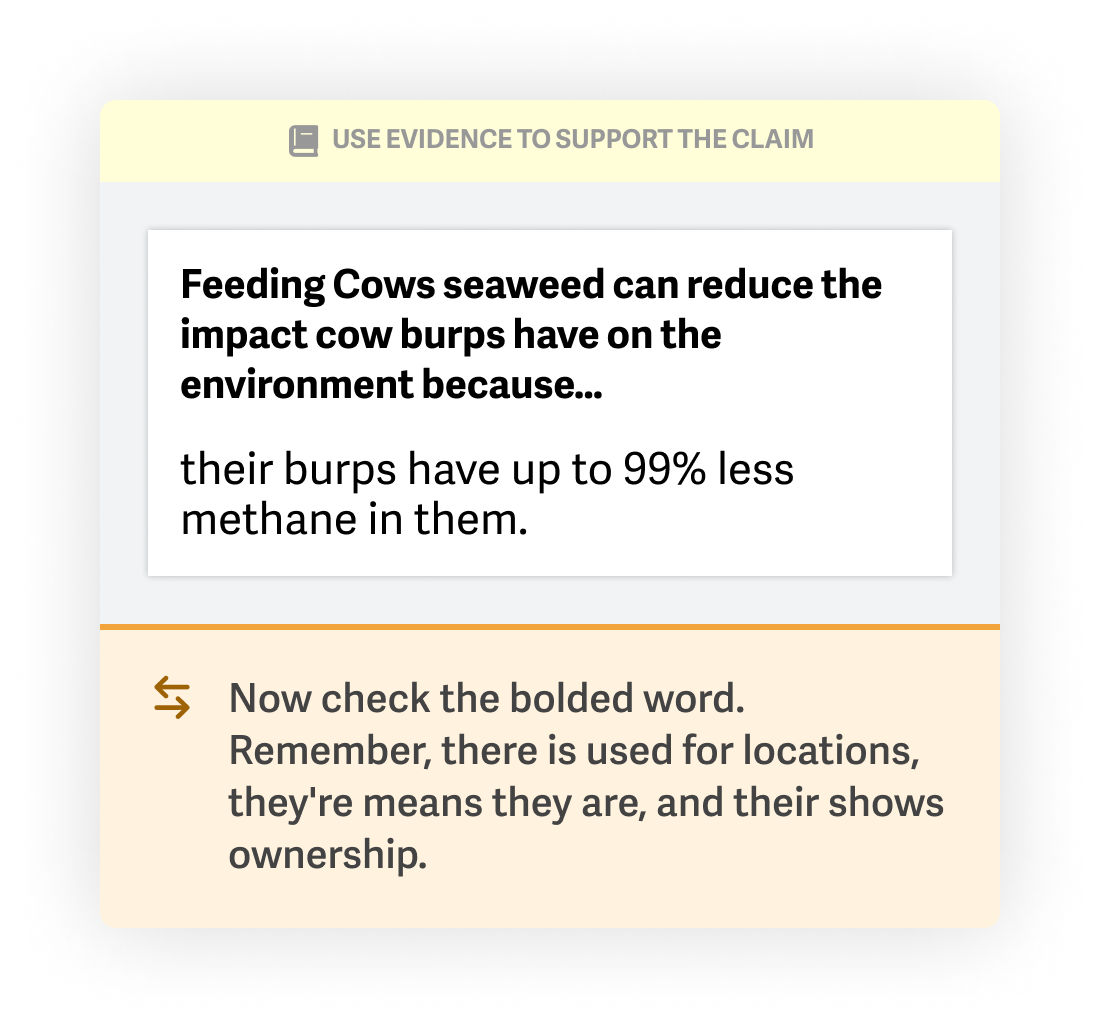 USE EVIDENCE TO SUPPORT THE CLAIM
Feeding Cows seaweed can reduce the
impact cow burps have on the
environment because...
their burps have up to 99% less
methane in them.
Now check the bolded word.
Remember, there is used for locations,
they're means they are, and their shows
ownership.